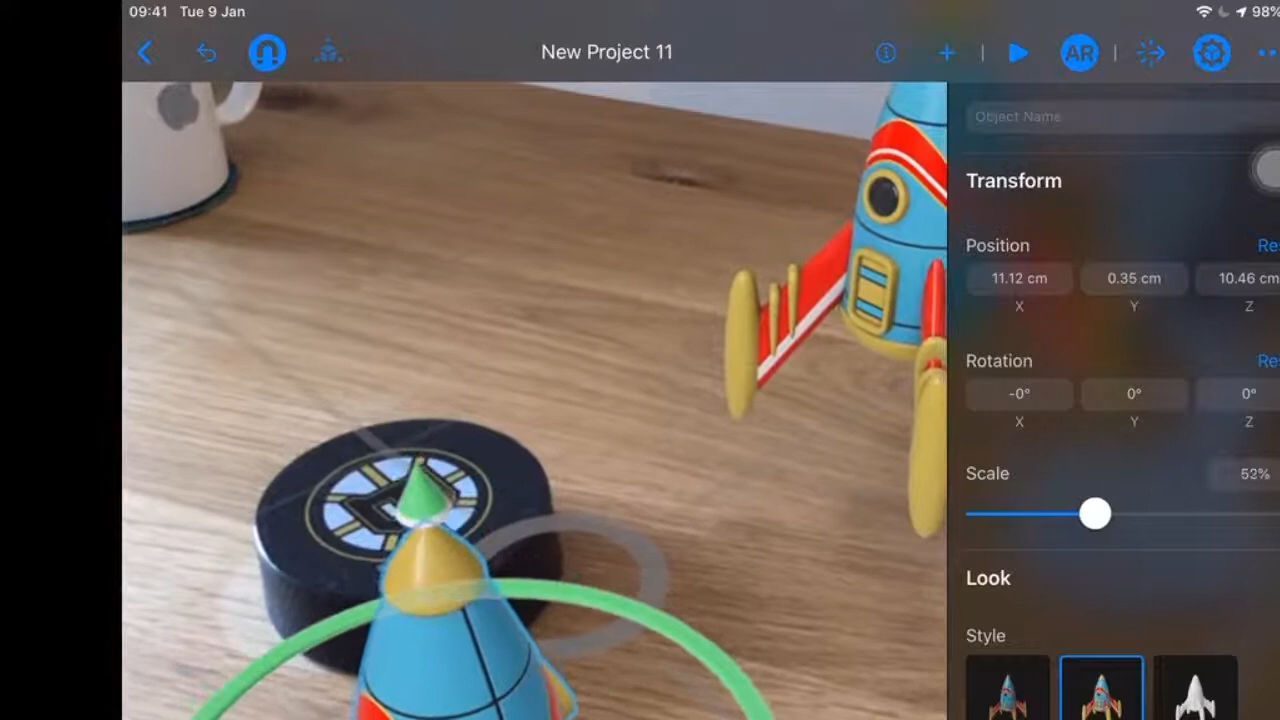 09:41 Tue 9 Jan 98%
New Project 11
AR
Object Name
Transform
Position
11.12 cm 0.35 cm 10.46 cm
X Y Z
Rotation
-0° 0° 0°
X Y Z
Scale 52%
Look
Style